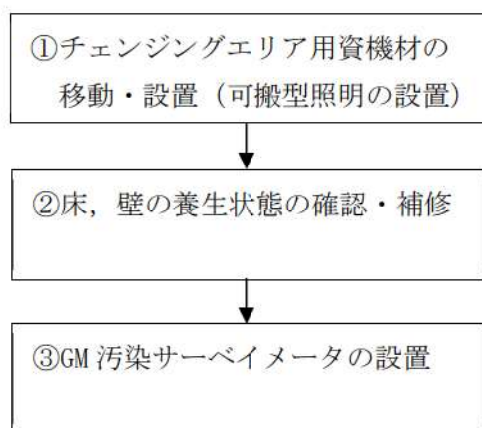 ①チェンジングエリア用資機材の
移動・設置（可搬型照明の設置）
②床，壁の養生状態の確認・補修
③GM 汚染サーベイメータの設置